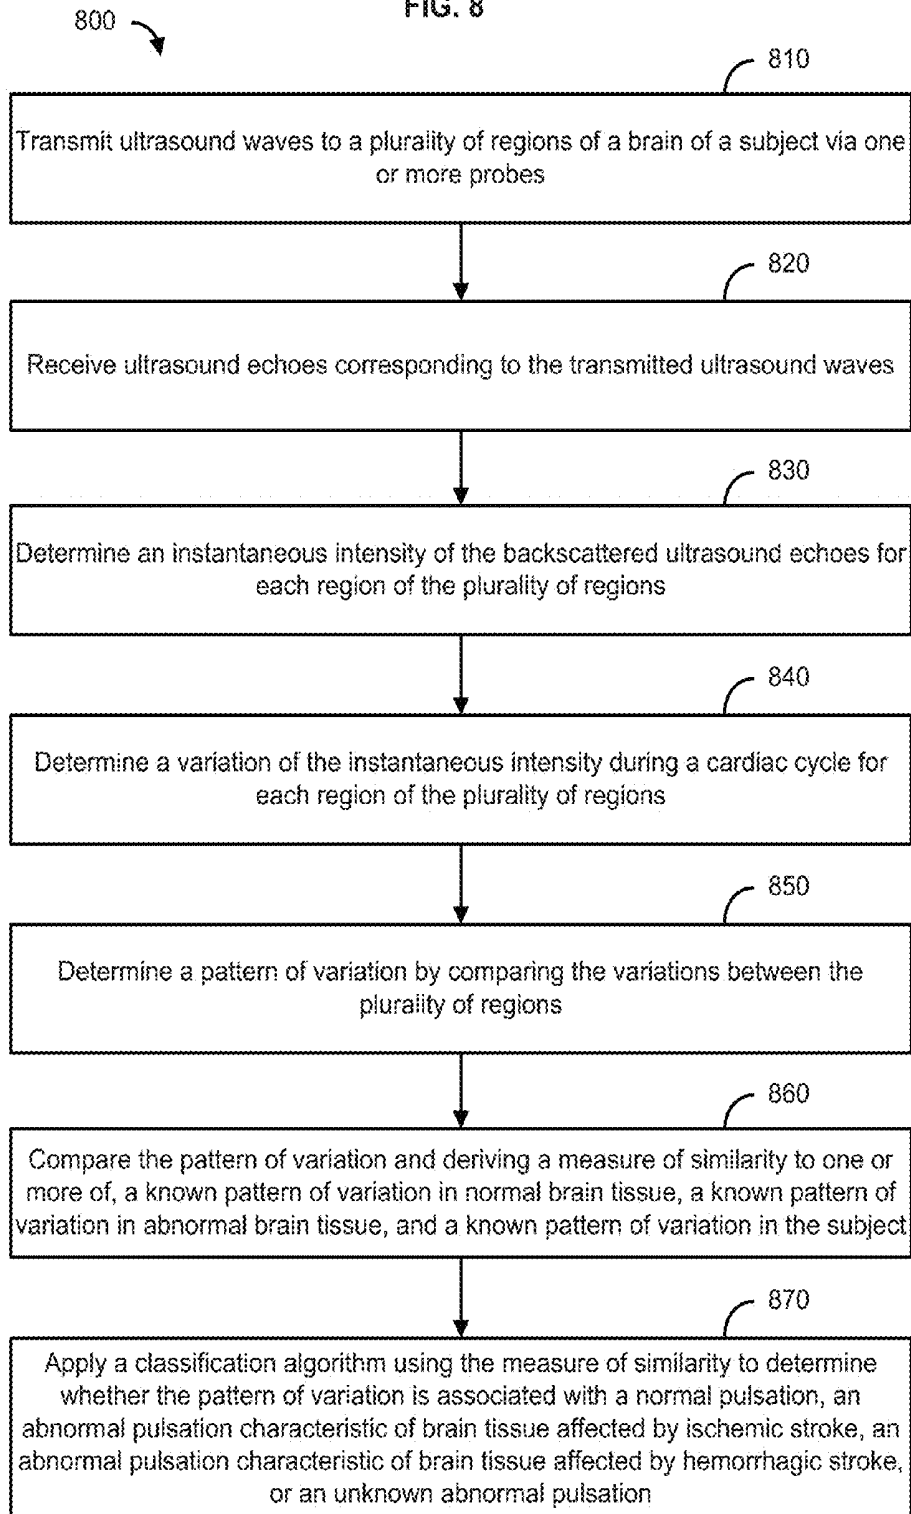 FIG. 8
800
810
Transmit ultrasound waves to a plurality of regions of a brain of a subject via one
or more probes
820
Receive ultrasound echoes corresponding to the transmitted ultrasound waves
830
Determine an instantaneous intensity of the backscattered ultrasound echoes for
each region of the plurality of regions
840
Determine a variation of the instantaneous intensity during a cardiac cycle for
each region of the plurality of regions
850
Determine a pattern of variation by comparing the variations between the
plurality of regions
860
Compare the pattern of variation and deriving a measure of similarity to one or
more of, a known pattern of variation in normal brain tissue, a known pattern of
variation in abnormal brain tissue, and a known pattern of variation in the subject
870
Apply a classification algorithm using the measure of similarity to determine
whether the pattern of variation is associated with a normal pulsation, an
abnormal pulsation characteristic of brain tissue affected by ischemic stroke, an
abnormal pulsation characteristic of brain tissue affected by hemorrhagic stroke,
or an unknown abnormal pulsation